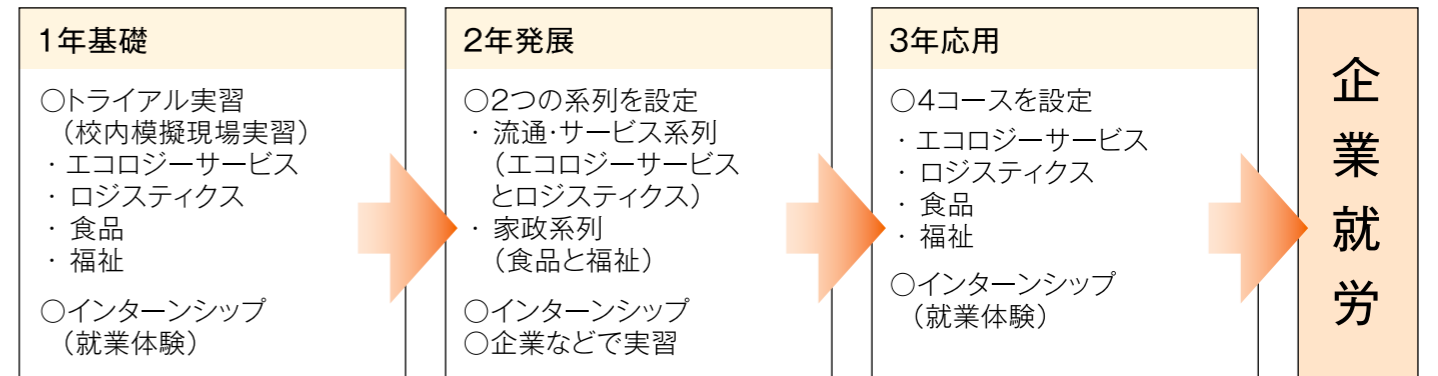 1年基礎
○トライアル実習
（校内模擬現場実習）
・エコロジーサービス
・ロジスティクス
・食品
・福祉
○インターンシップ
（就業体験）
2年発展
○2つの系列を設定
・流通・サービス系列
（エコロジーサービス
とロジスティクス）
・家政系列
（食品と福祉）
○インターンシップ
○企業などで実習
3年応用
○4コースを設定
・エコロジーサービス
・ロジスティクス
・食品
・福祉
○インターンシップ
（就業体験）
企業就労